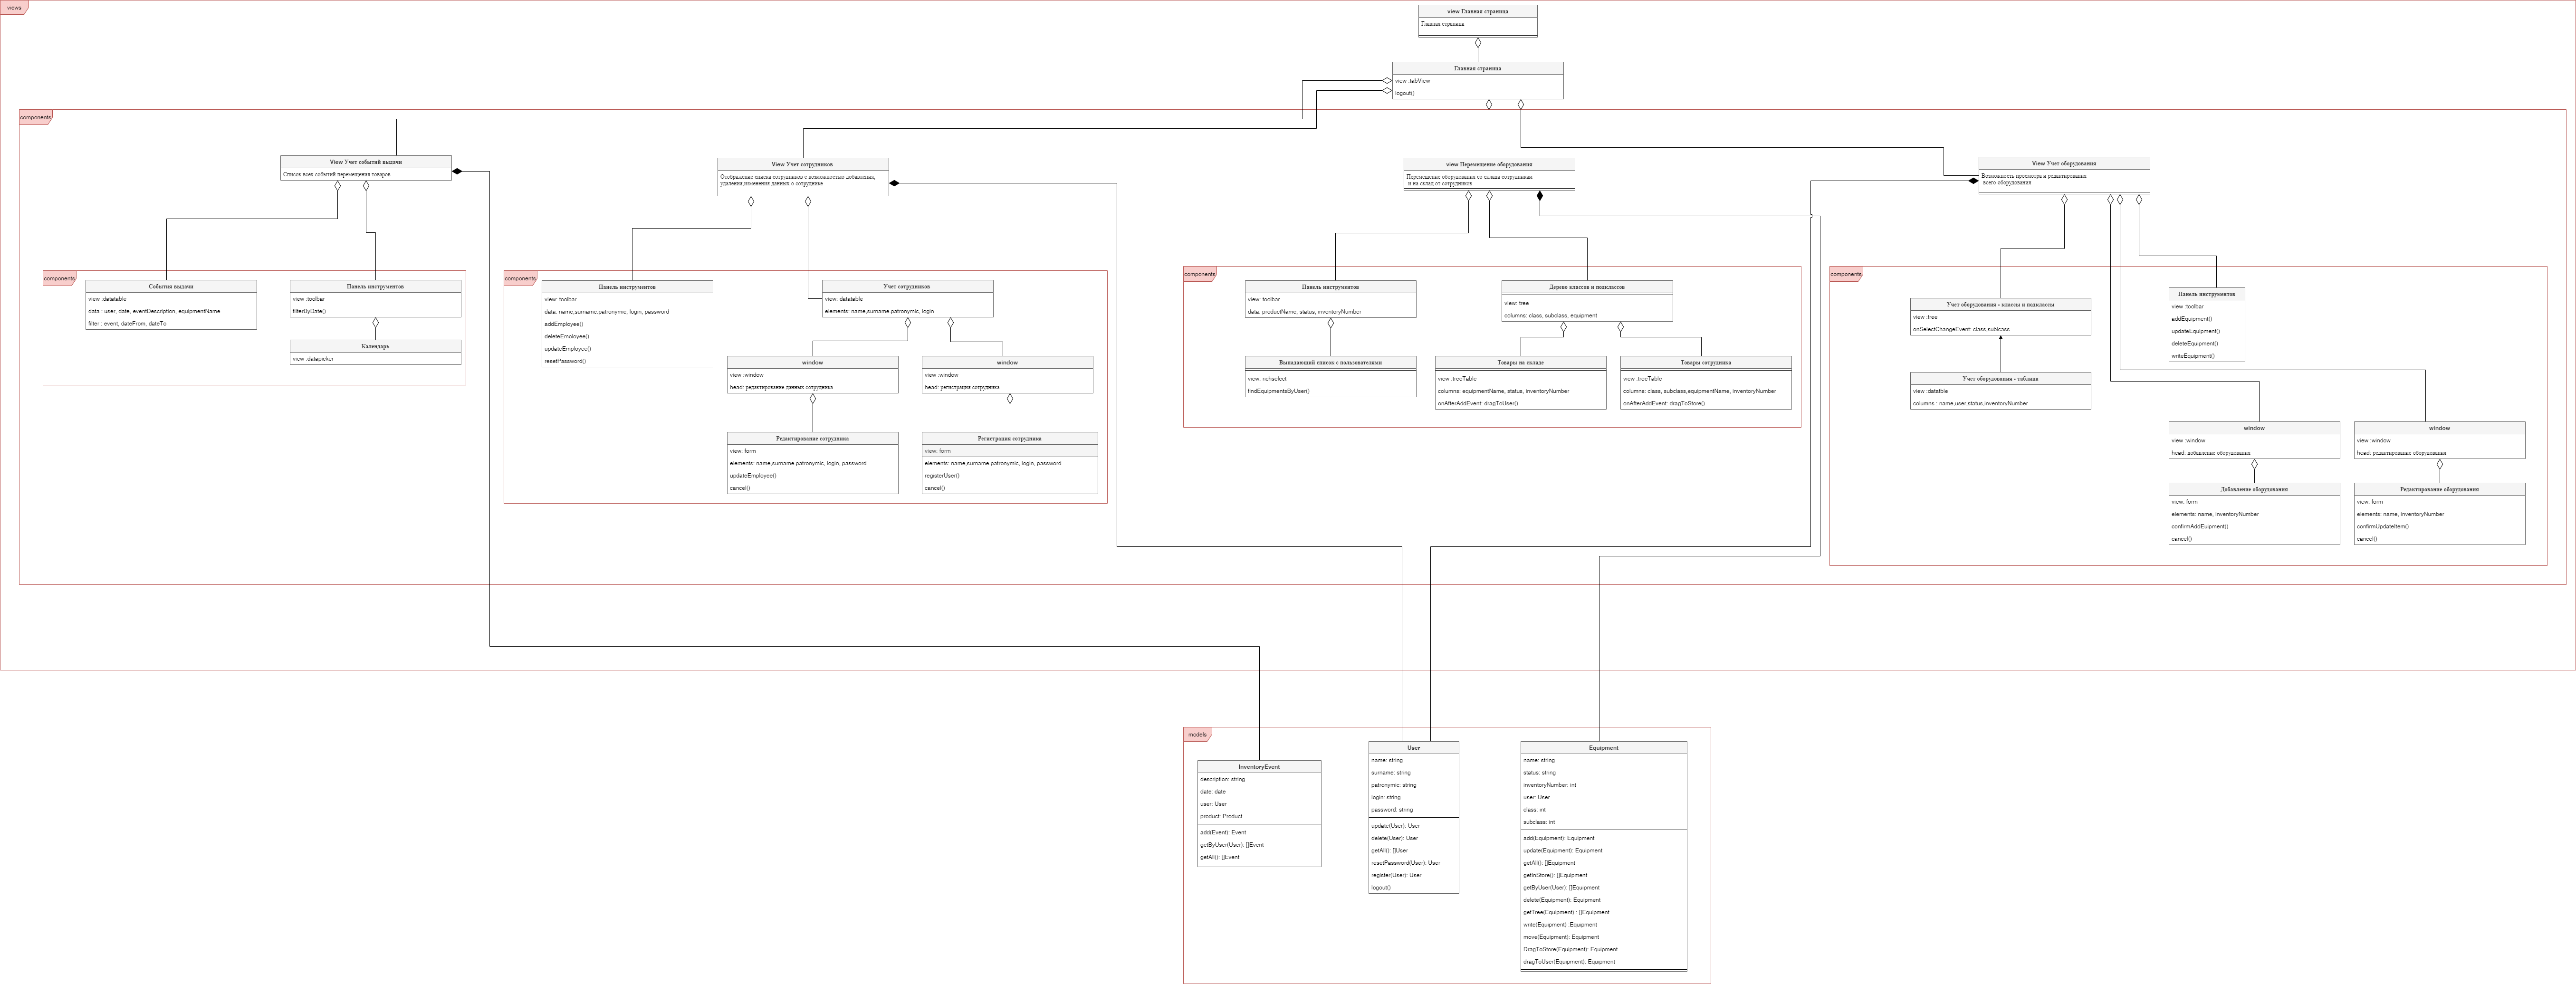 views
view Главная страница
Главная страница
Главная страница
view :tabView
logout()
components
View Учет событий выдачи
Список всех событий перемещения товаров
View Учет сотрудников
Отображение списка сотрудников с возможностью добавления,
удаления,изменения данных о сотруднике
view Перемешение оборудования
Перемещение оборудования со склада сотрудникам
и на склад от сотрудников
View Учет оборудования
Возможность просмотра и редактирования
всего оборудования
components
События выдачи
view :datatable
data : user, date, eventDescription, equipmentName
filter : event, dateFrom, dateTo
Панель инструментов
view :toolbar
filterByDate()
Календарь
view :datapicker
components
Панель инструментов
view: toolbar
data: name,surname,patronymic, login, password
addEmployee()
deleteEmoloyee()
updateEmployee()
resetPassword()
Учет сотрудников
view: datatable
elements: name,surname.patronymic, login
window
view :window
head: редактирование данных сотрудника
window
view :window
head: регистрация сотрудника
Редактирование сотрудника
view: form
elements: name,surname.patronymic, login, password
updateEmployee()
cancel()
Регистрация сотрудника
view: form
elements: name,surname.patronymic, login, password
registerUser()
cancel()
components
Панель инструментов
view: toolbar
data: productName, status, inventoryNumber
Выпадающий список с пользователями
view: richselect
findEquipmentsByUser()
Дерево классов и подклассов
view: tree
columns: class, subclass, equipment
Товары на складе
view :treeTable
columns: equipmentName, status, inventoryNumber
onAfterAddEvent: dragToUser()
Товары сотрудника
view :treeTable
columns: class, subclass,equipmentName, inventoryNumber
onAfterAddEvent: dragToStore()
components
Учет оборудования - классы и подклассы
view :tree
onSelectChangeEvent: class,sublcass
Учет оборудования - таблица
view :datatble
columns : name,user,status,inventoryNumber
Панель инструментов
view :toolbar
addEquipment()
updateEquipment()
deleteEquipment()
writeEquipment()
window
view :window
head: добавление оборудования
window
view :window
head: редактирование оборудования
Добавление оборудования
view: form
elements: name, inventoryNumber
confirmAddEuipment()
cancel()
Редактирование оборудования
view: form
elements: name, inventoryNumber
confirmUpdateItem()
cancel()
models
InventoryEvent
description: string
date: date
user: User
product: Product
add(Event): Event
getByUser(User): []Event
getAll(): []Event
User
name: string
surname: string
patronymic: string
login: string
password: string
update(User): User
delete(User): User
getAll(): []User
resetPassword(User): User
register(User): User
logout()
Equipment
name: string
status: string
inventoryNumber: int
user: User
class: int
subclass: int
add(Equipment): Equipment
update(Equipment): Equipment
getAll(): []Equipment
getInStore(): []Equipment
getByUser(User): []Equipment
delete(Equipment): Equipment
getTree(Equipment) : []Equipment
write(Equipment) :Equipment
move(Equipment): Equipment
DragToStore(Equipment): Equipment
dragToUser(Equipment): Equipment